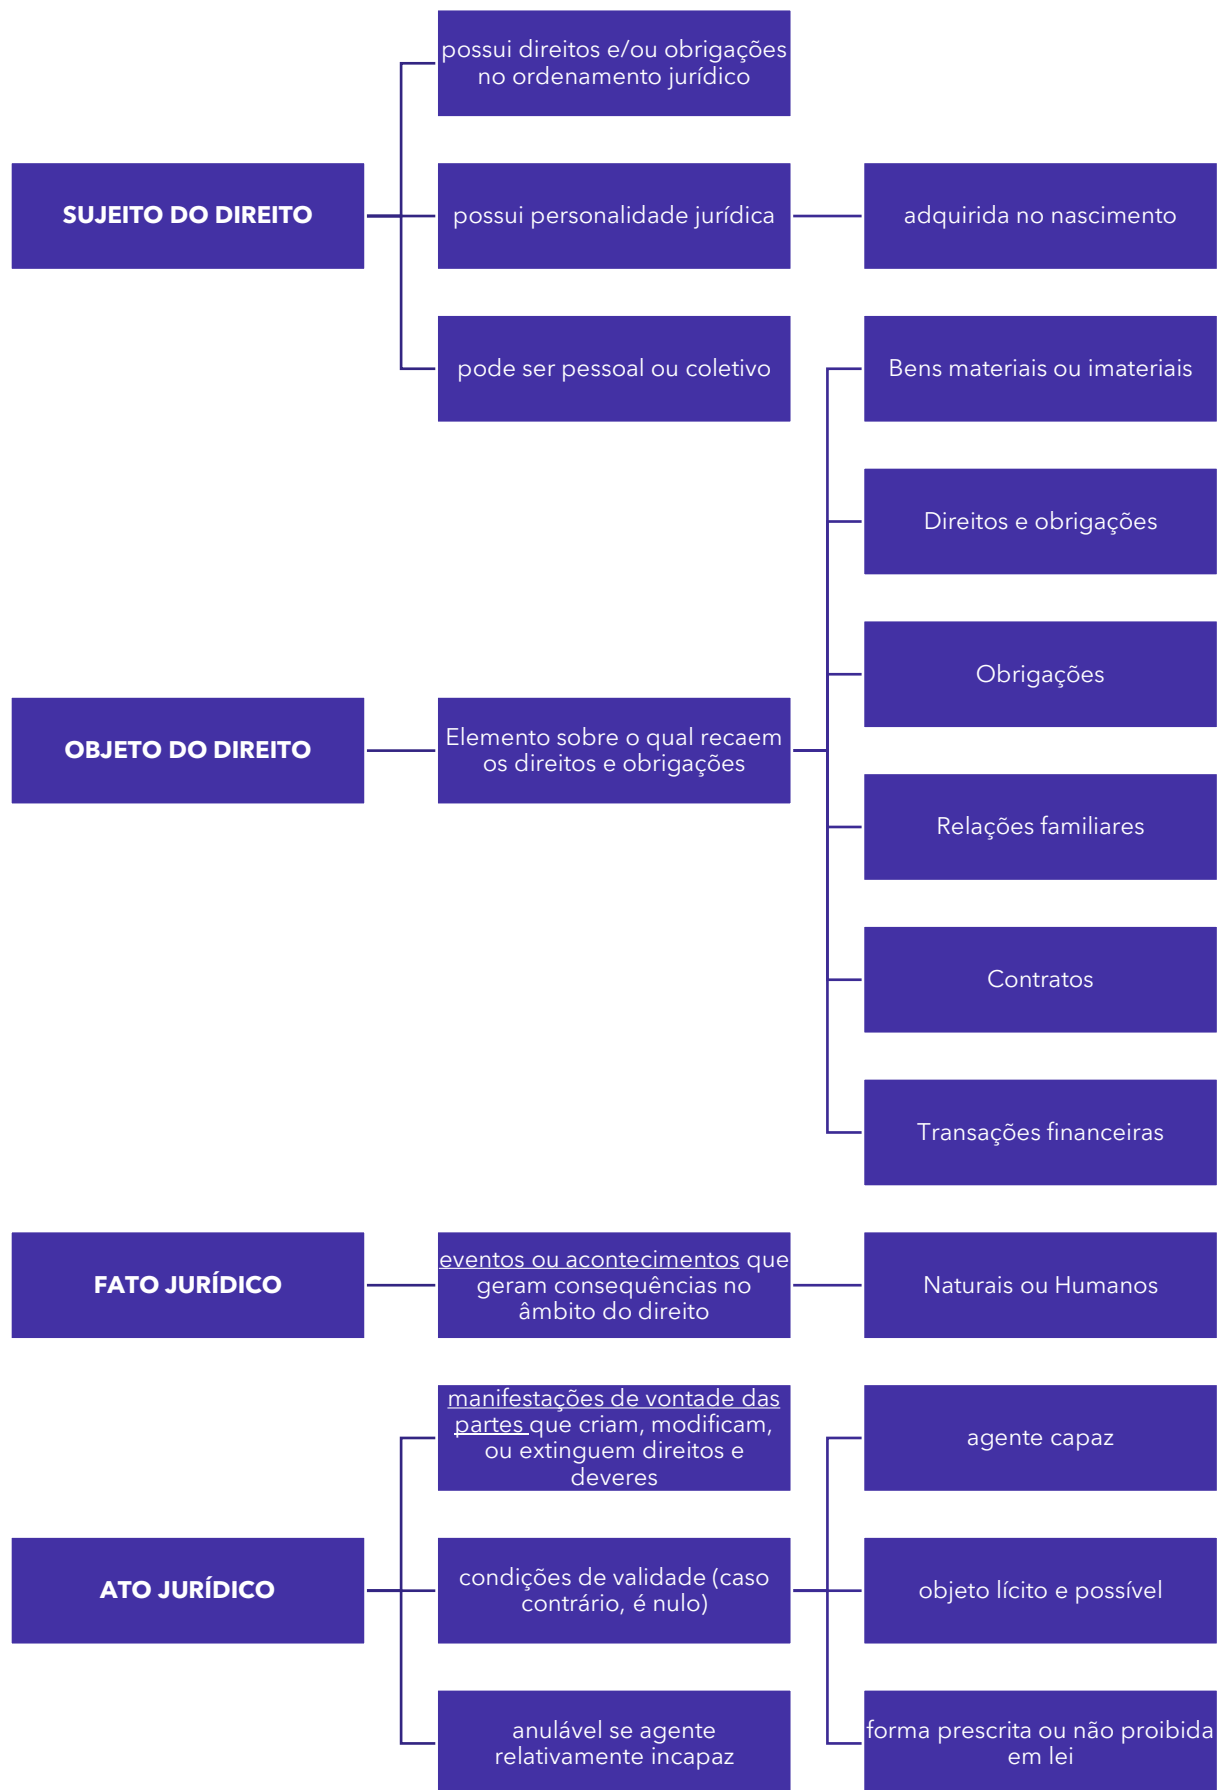 possui direitos e/ou obrigações
no ordenamento jurídico
SUJEITO DO DIREITO
possui personalidade jurídica
adquirida no nascimento
pode ser pessoal ou coletivo
Bens materiais ou imateriais
Direitos e obrigações
Obrigações
OBJETO DO DIREITO
Elemento sobre o qual recaem
os direitos e obrigações
Relações familiares
Contratos
Transações financeiras
FATO JURÍDICO
eventos ou acontecimentos que
geram consequências no
âmbito do direito
Naturais ou Humanos
manifestações de vontade das
partes que criam, modificam,
ou extinguem direitos e
deveres
agente capaz
ATO JURÍDICO
condições de validade (caso
contrário, é nulo)
objeto lícito e possível
anulável se agente
relativamente incapaz
forma prescrita ou não proibida
em lei